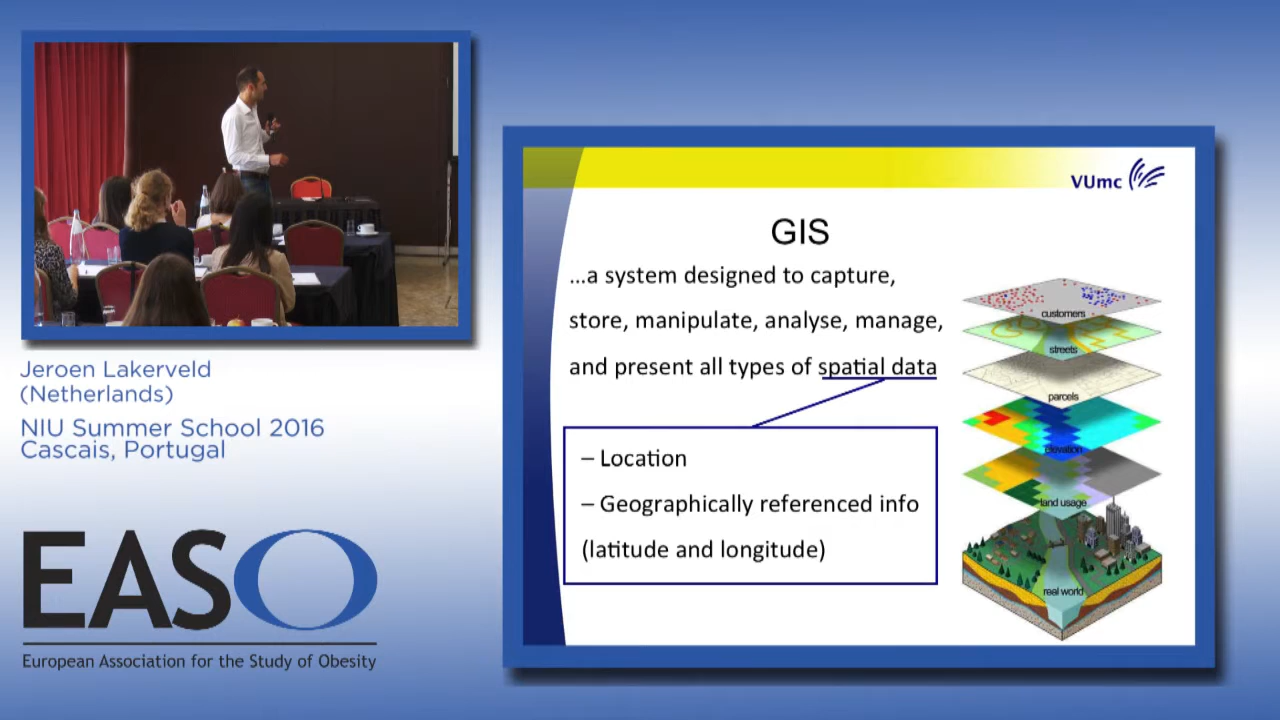 Jeroen Lakerveld
(Netherlands)
NIU Summer School 2016
Cascais, Portugal
EASO
European Association for the Study of Obesity
VUmc
GIS
...a system designed to capture,
store, manipulate, analyse, manage,
and present all types of spatial data
– Location
– Geographically referenced info
(latitude and longitude)
customers
streets
parcels
elevation
land usage
real world